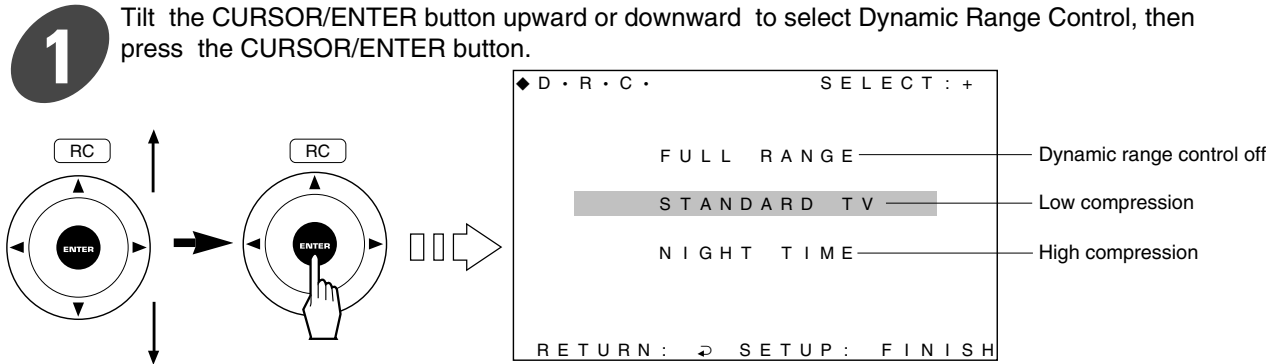 1
Tilt the CURSOR/ENTER button upward or downward to select Dynamic Range Control, then
press the CURSOR/ENTER button.
RC
ENTER
RC
ENTER
◆D・R・C・ SELECT:+
FULL RANGE
Dynamic range control off
STANDARD TV
Low compression
NIGHT TIME
High compression
RETURN: ⮌ SETUP: FINISH